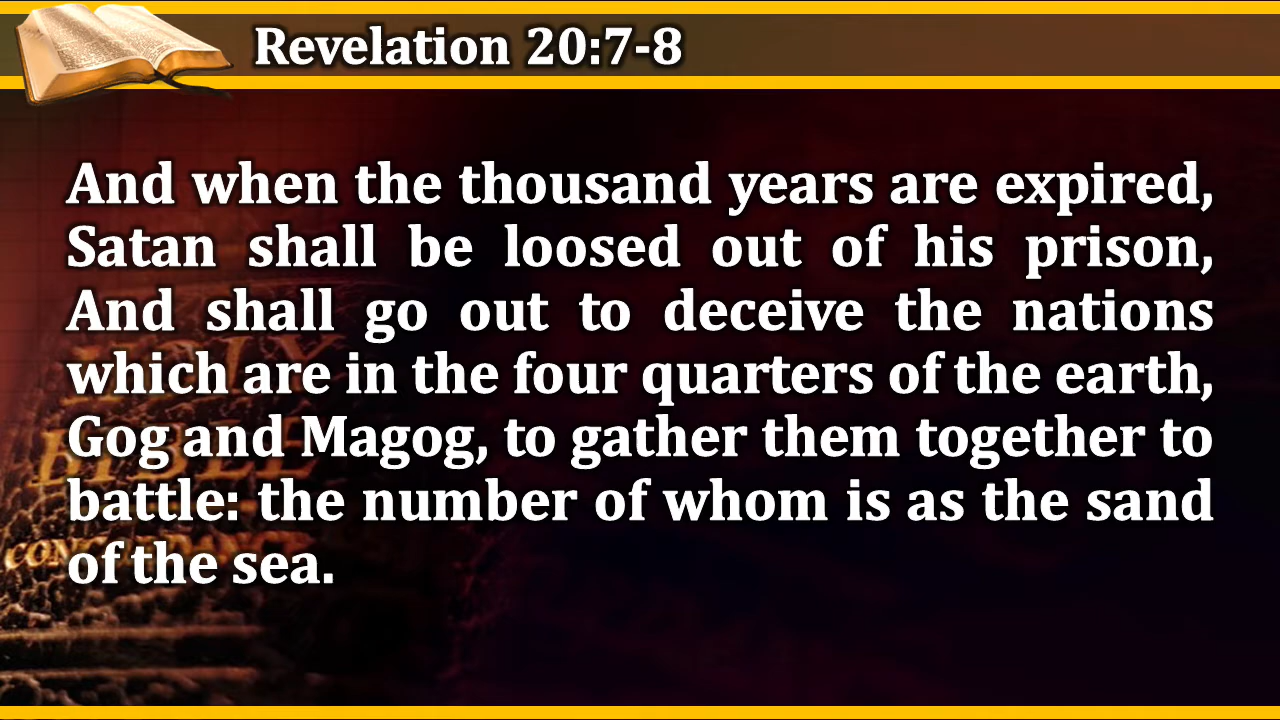 Revelation 20:7-8
And when the thousand years are expired,
Satan shall be loosed out of his prison,
And shall go out to deceive the nations
which are in the four quarters of the earth,
Gog and Magog, to gather them together to
battle: the number of whom is as the sand
of the sea.
HOLY
BIBLE